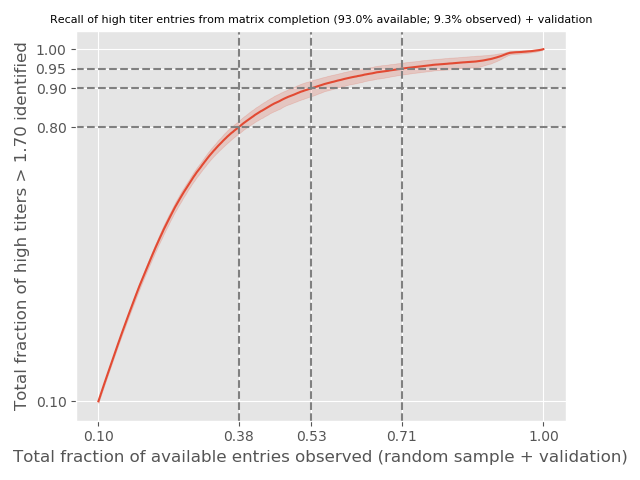 Recall of high titer entries from matrix completion (93.0% available; 9.3% observed) + validation
Total fraction of high titers > 1.70 identified
1.00
0.95
0.90
0.80
0.10
0.10 0.38 0.53 0.71 1.00
Total fraction of available entries observed (random sample + validation)